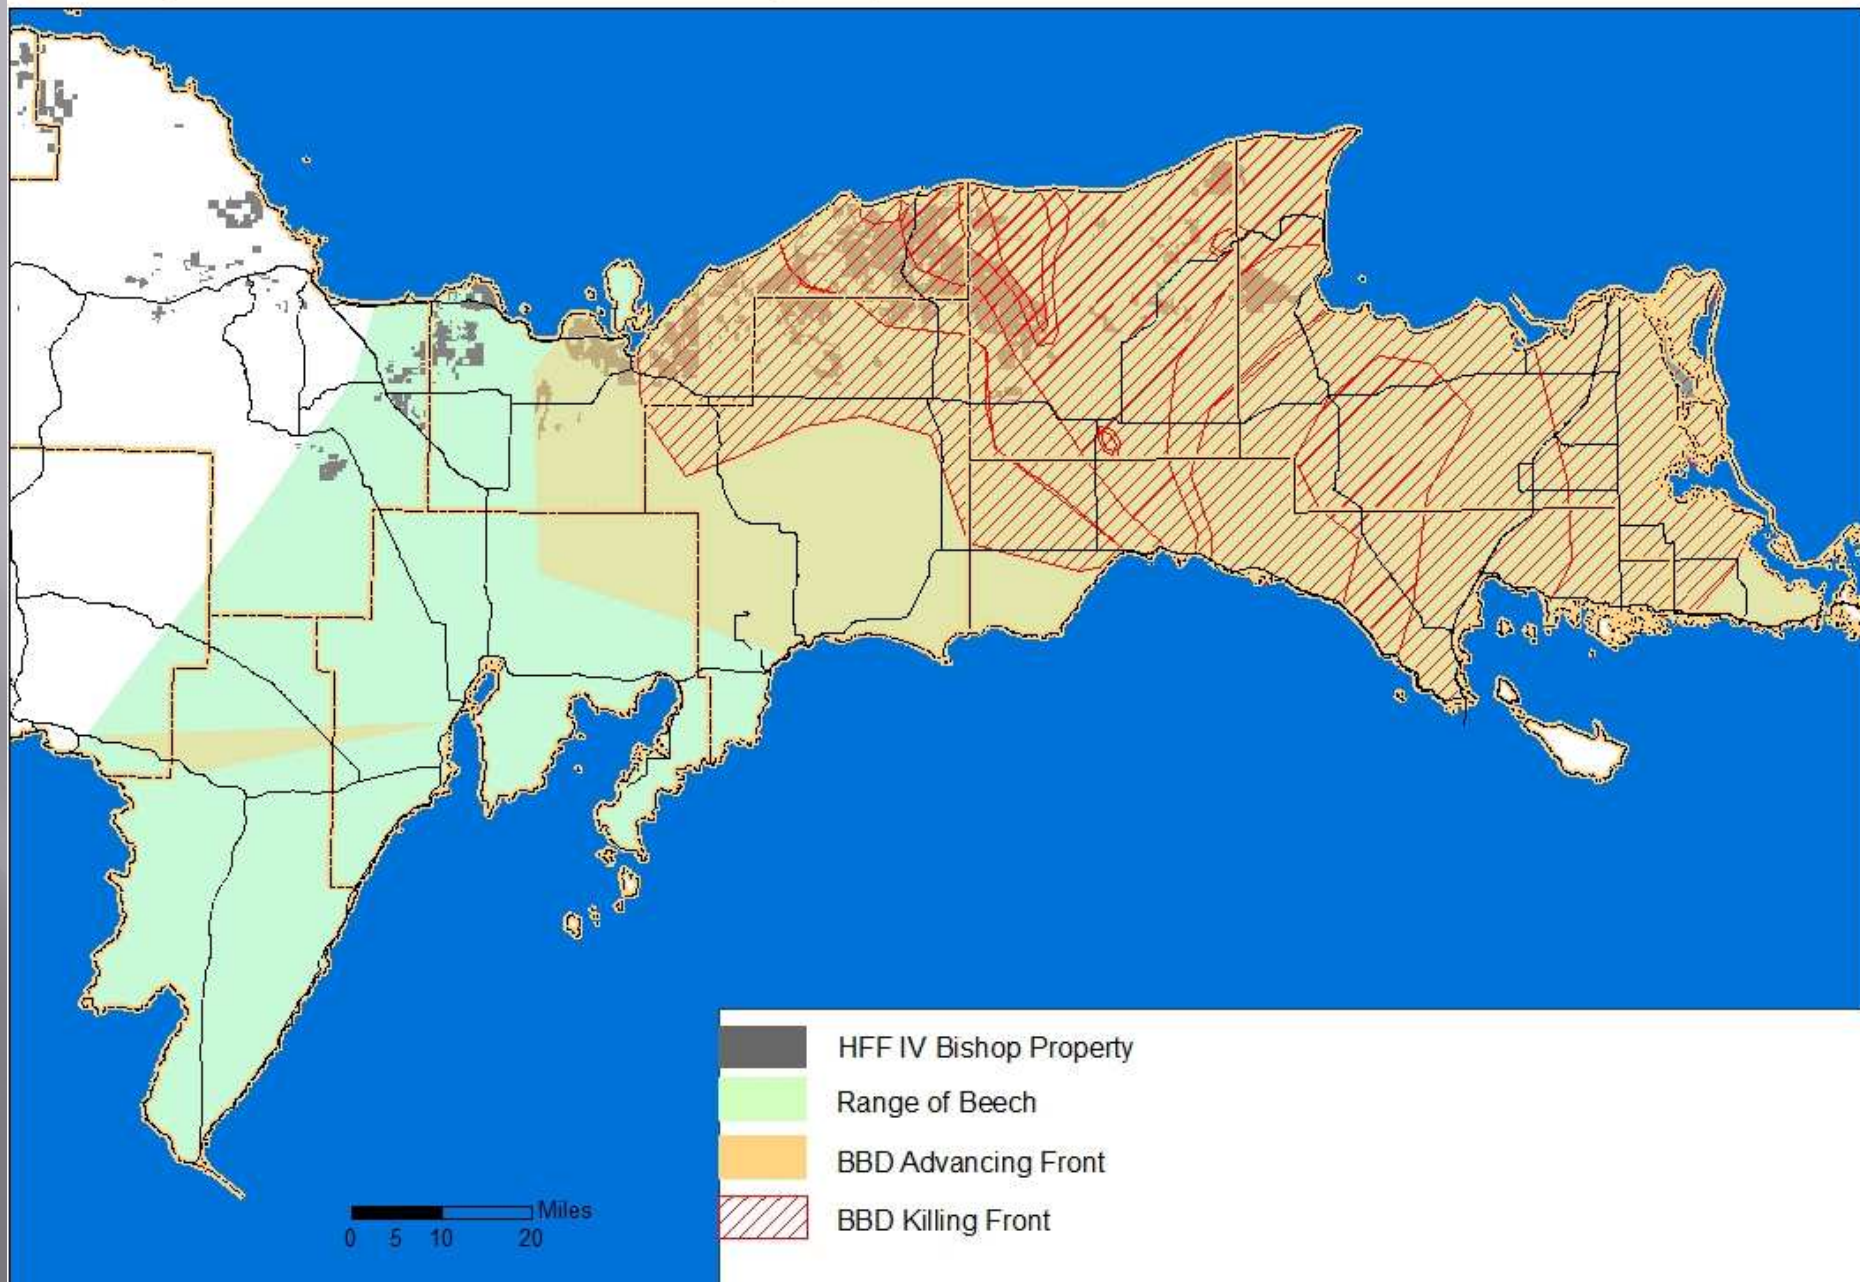 HFF IV Bishop Property
Range of Beech
BBD Advancing Front
BBD Killing Front
Miles
0 5 10 20